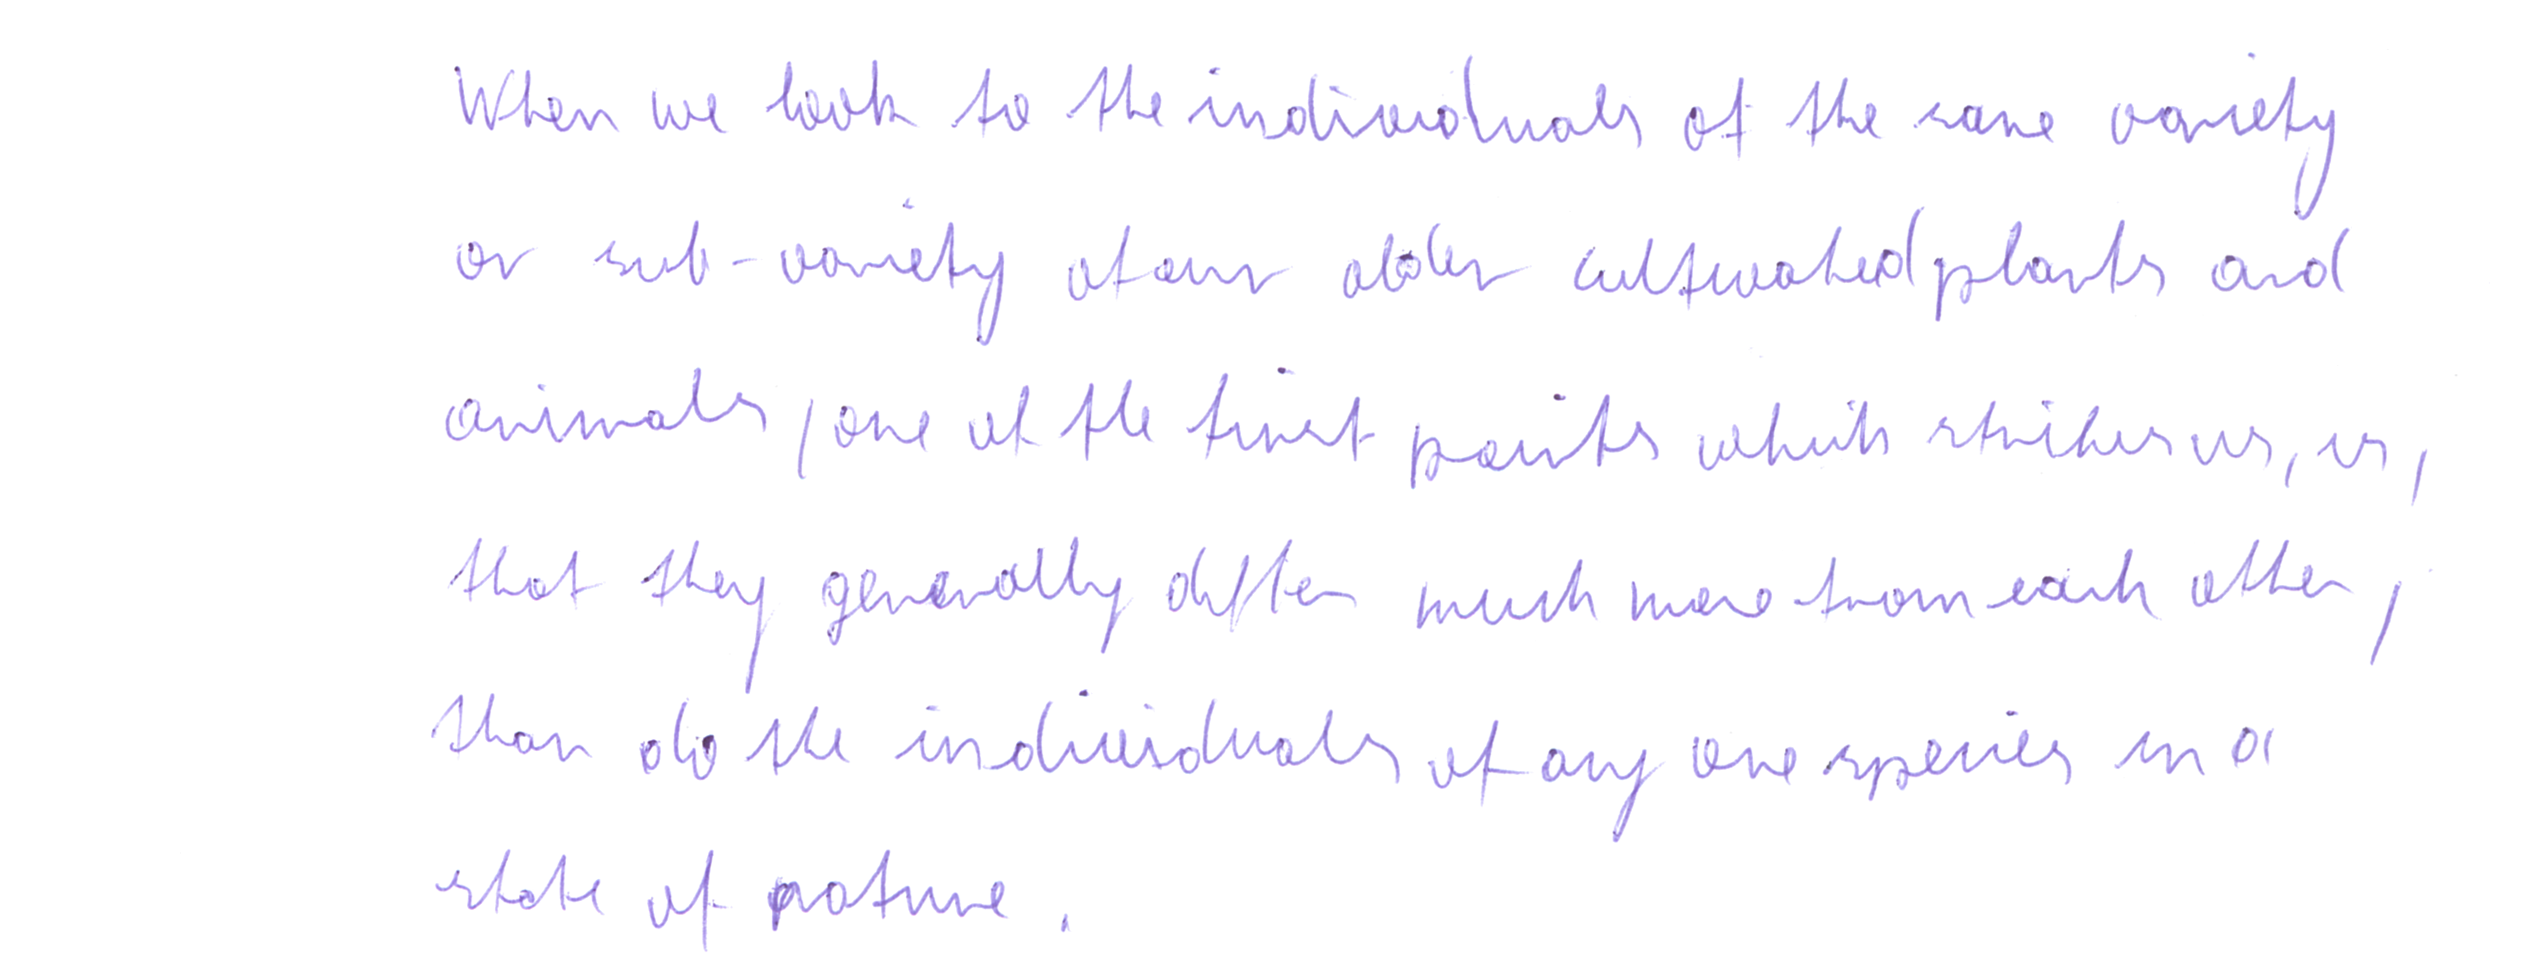 When we look to the individuals of the same variety
or sub-variety of our older cultivated plants and
animals, one of the first points which strikes us, is,
that they generally differ much more from each other,
than do the individuals of any one species in a
state of nature.